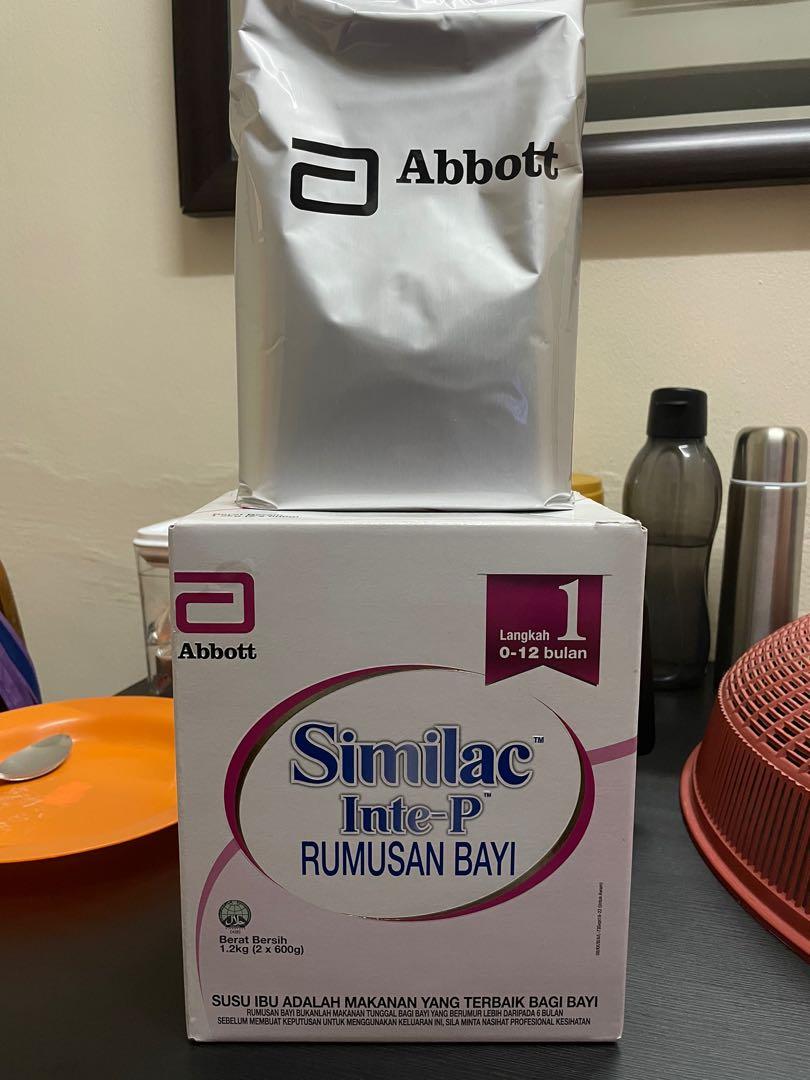 Abbott
Abbott
Langkah 1
0-12 bulan
Similac™
Inte-P™
RUMUSAN BAYI
Berat Bersih
1.2kg (2 x 600g)
SUSU IBU ADALAH MAKANAN YANG TERBAIK BAGI BAYI
RUMUSAN BAYI BUKANLAH MAKANAN TUNGGAL BAGI BAYI YANG BERUMUR LEBIH DARIPADA 6 BULAN
SEBELUM MEMBUAT KEPUTUSAN UNTUK MENGGUNAKAN KELUARAN INI, SILA MINTA NASIHAT PROFESIONAL KESIHATAN